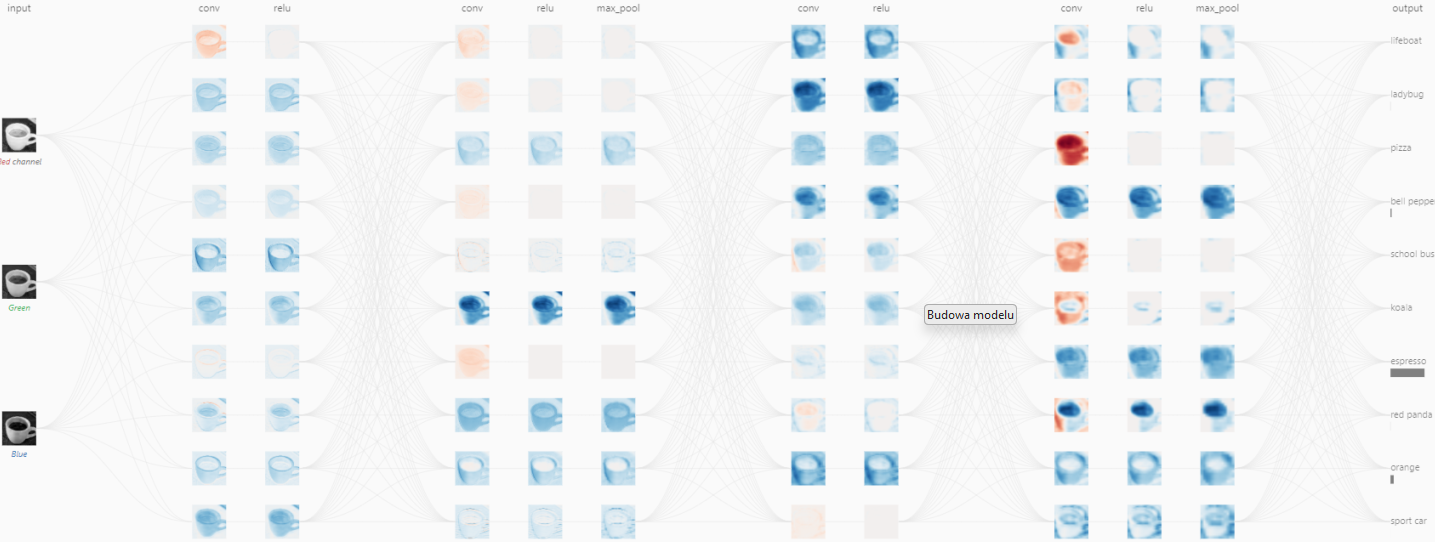 input
conv
relu
conv
relu
max_pool
conv
relu
conv
relu
max_pool
output
lifeboat
ladybug
Red channel
pizza
bell peppe
school bus
Green
koala
Budowa modelu
espresso
red panda
Blue
orange
sport car